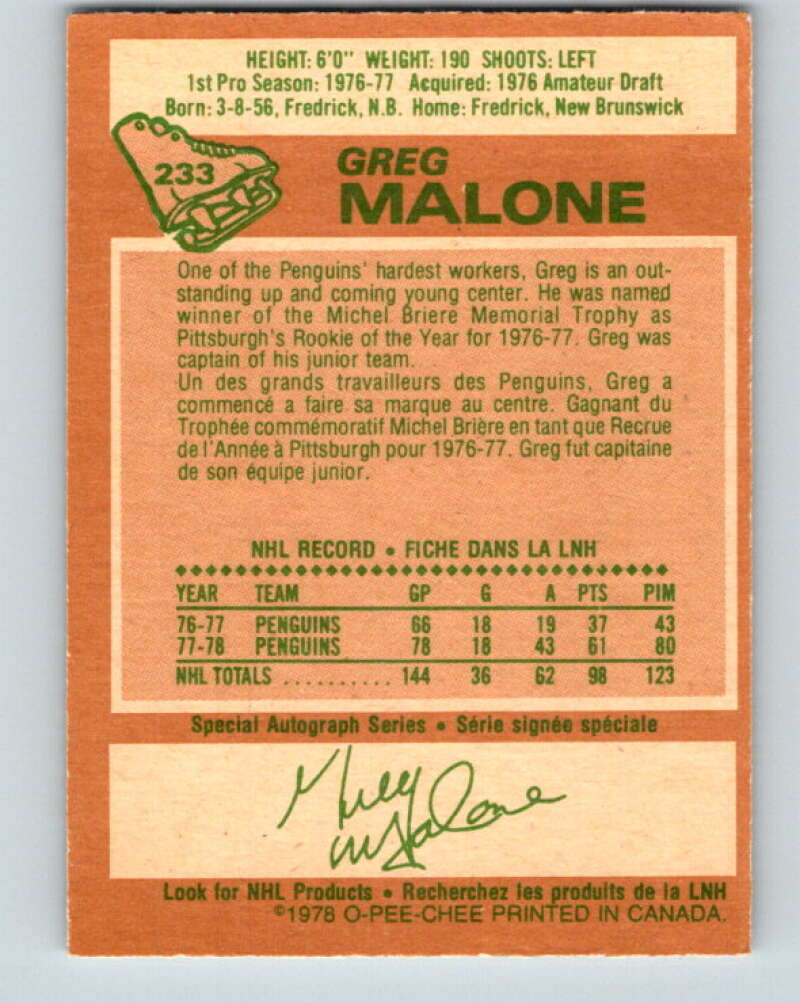 HEIGHT: 6'0" WEIGHT: 190 SHOOTS: LEFT
1st Pro Season: 1976-77 Acquired: 1976 Amateur Draft
Born: 3-8-56, Fredrick, N.B. Home: Fredrick, New Brunswick
233
GREG
MALONE
One of the Penguins' hardest workers, Greg is an out-
standing up and coming young center. He was named
winner of the Michel Briere Memorial Trophy as
Pittsburgh's Rookie of the Year for 1976-77. Greg was
captain of his junior team.
Un des grands travailleurs des Penguins, Greg a
commencé a faire sa marque au centre. Gagnant du
Trophée commémoratif Michel Brière en tant que Recrue
de l'Année à Pittsburgh pour 1976-77. Greg fut capitaine
de son équipe junior.
NHL RECORD • FICHE DANS LA LNH
YEAR TEAM GP G A PTS PIM
76-77 PENGUINS 66 18 19 37 43
77-78 PENGUINS 78 18 43 61 80
NHL TOTALS .......... 144 36 62 98 123
Special Autograph Series • Série signée spéciale
Greg
Malone
Look for NHL Products • Recherchez les produits de la LNH
©1978 O-PEE-CHEE PRINTED IN CANADA.